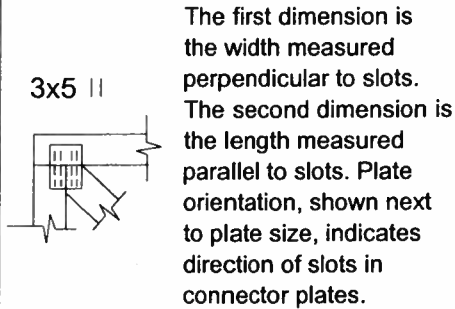 The first dimension is
the width measured
perpendicular to slots.
The second dimension is
the length measured
parallel to slots. Plate
orientation, shown next
to plate size, indicates
direction of slots in
connector plates.
3x5 ||